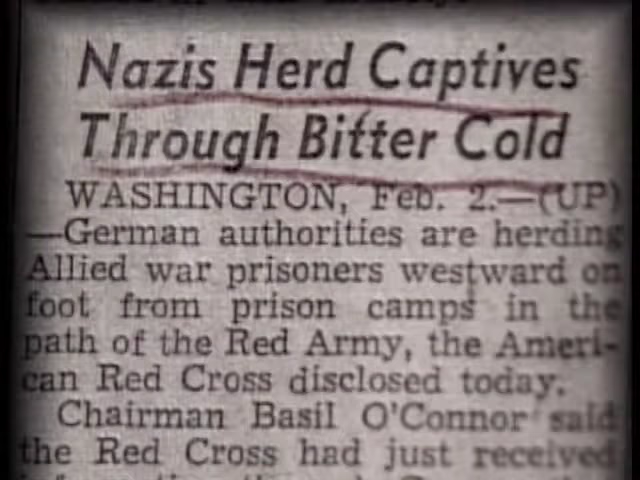 Nazis Herd Captives
Through Bitter Cold
WASHINGTON, Feb. 2.—(UP)
—German authorities are herding
Allied war prisoners westward on
foot from prison camps in the
path of the Red Army, the Ameri-
can Red Cross disclosed today.
Chairman Basil O'Connor said
the Red Cross had just received